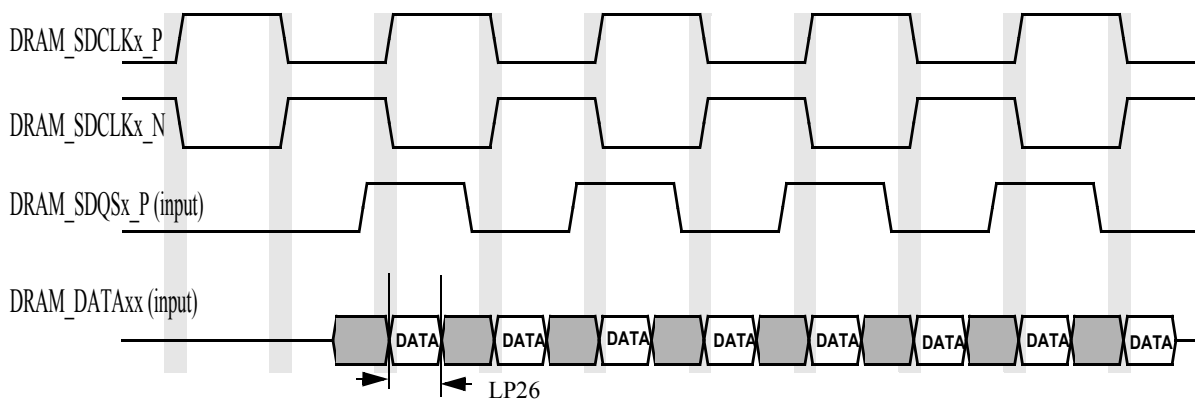 DRAM_SDCLKx_P
DRAM_SDCLKx_N
DRAM_SDQSx_P (input)
DRAM_DATAxx (input)
DATA DATA DATA DATA DATA DATA DATA DATA
LP26